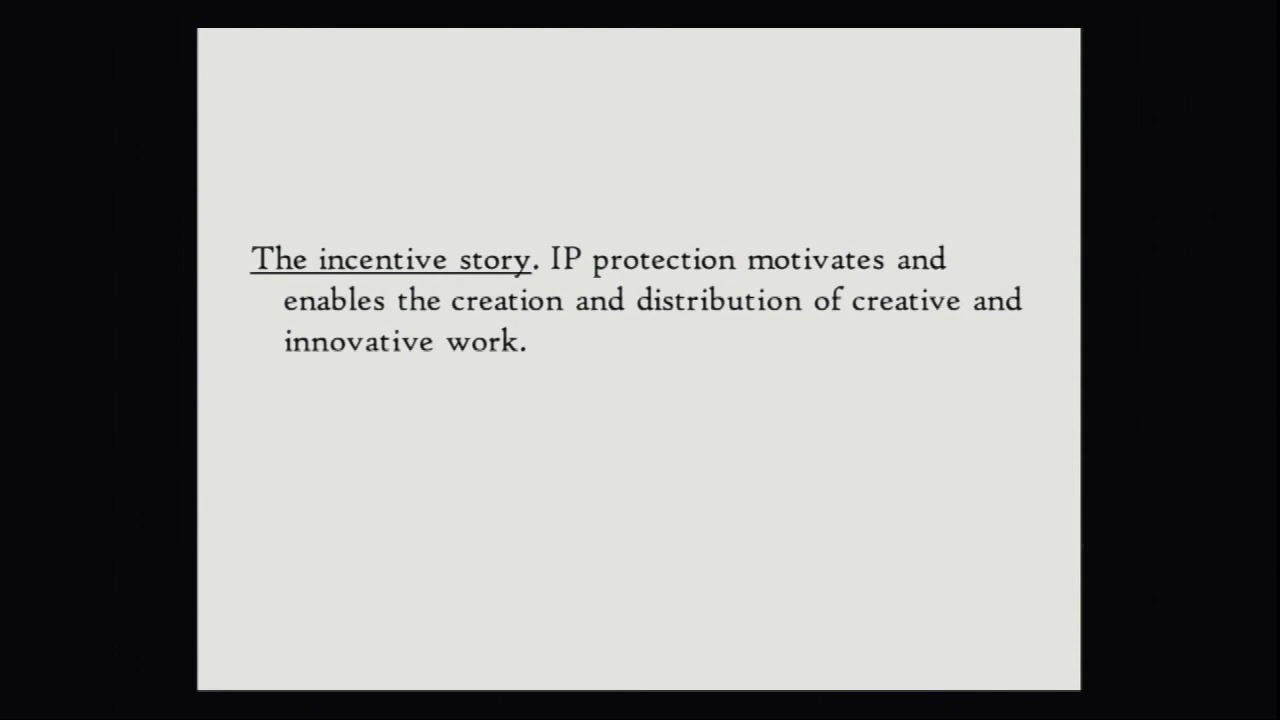 The incentive story. IP protection motivates and
enables the creation and distribution of creative and
innovative work.